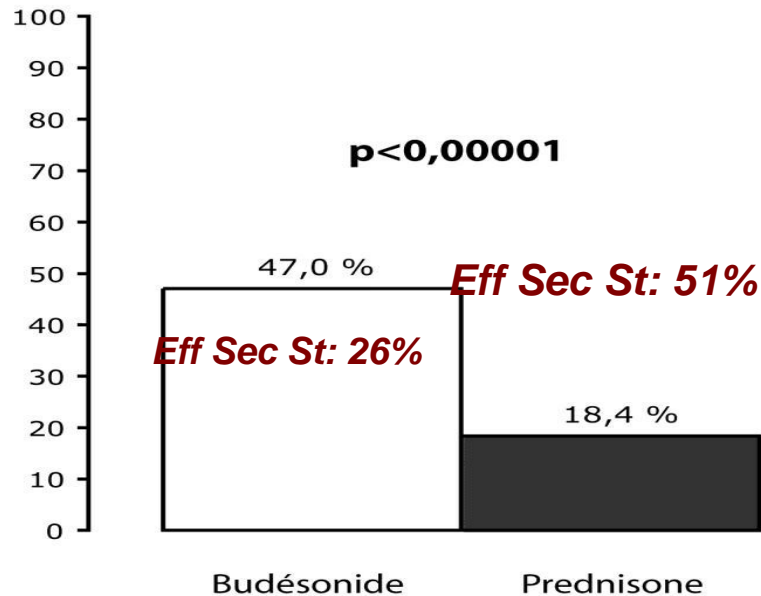 100
90
80
p<0,00001
70
60
47,0 %
Eff Sec St: 51%
50
40
Eff Sec St: 26%
30
18,4 %
20
10
0
Budésonide
Prednisone